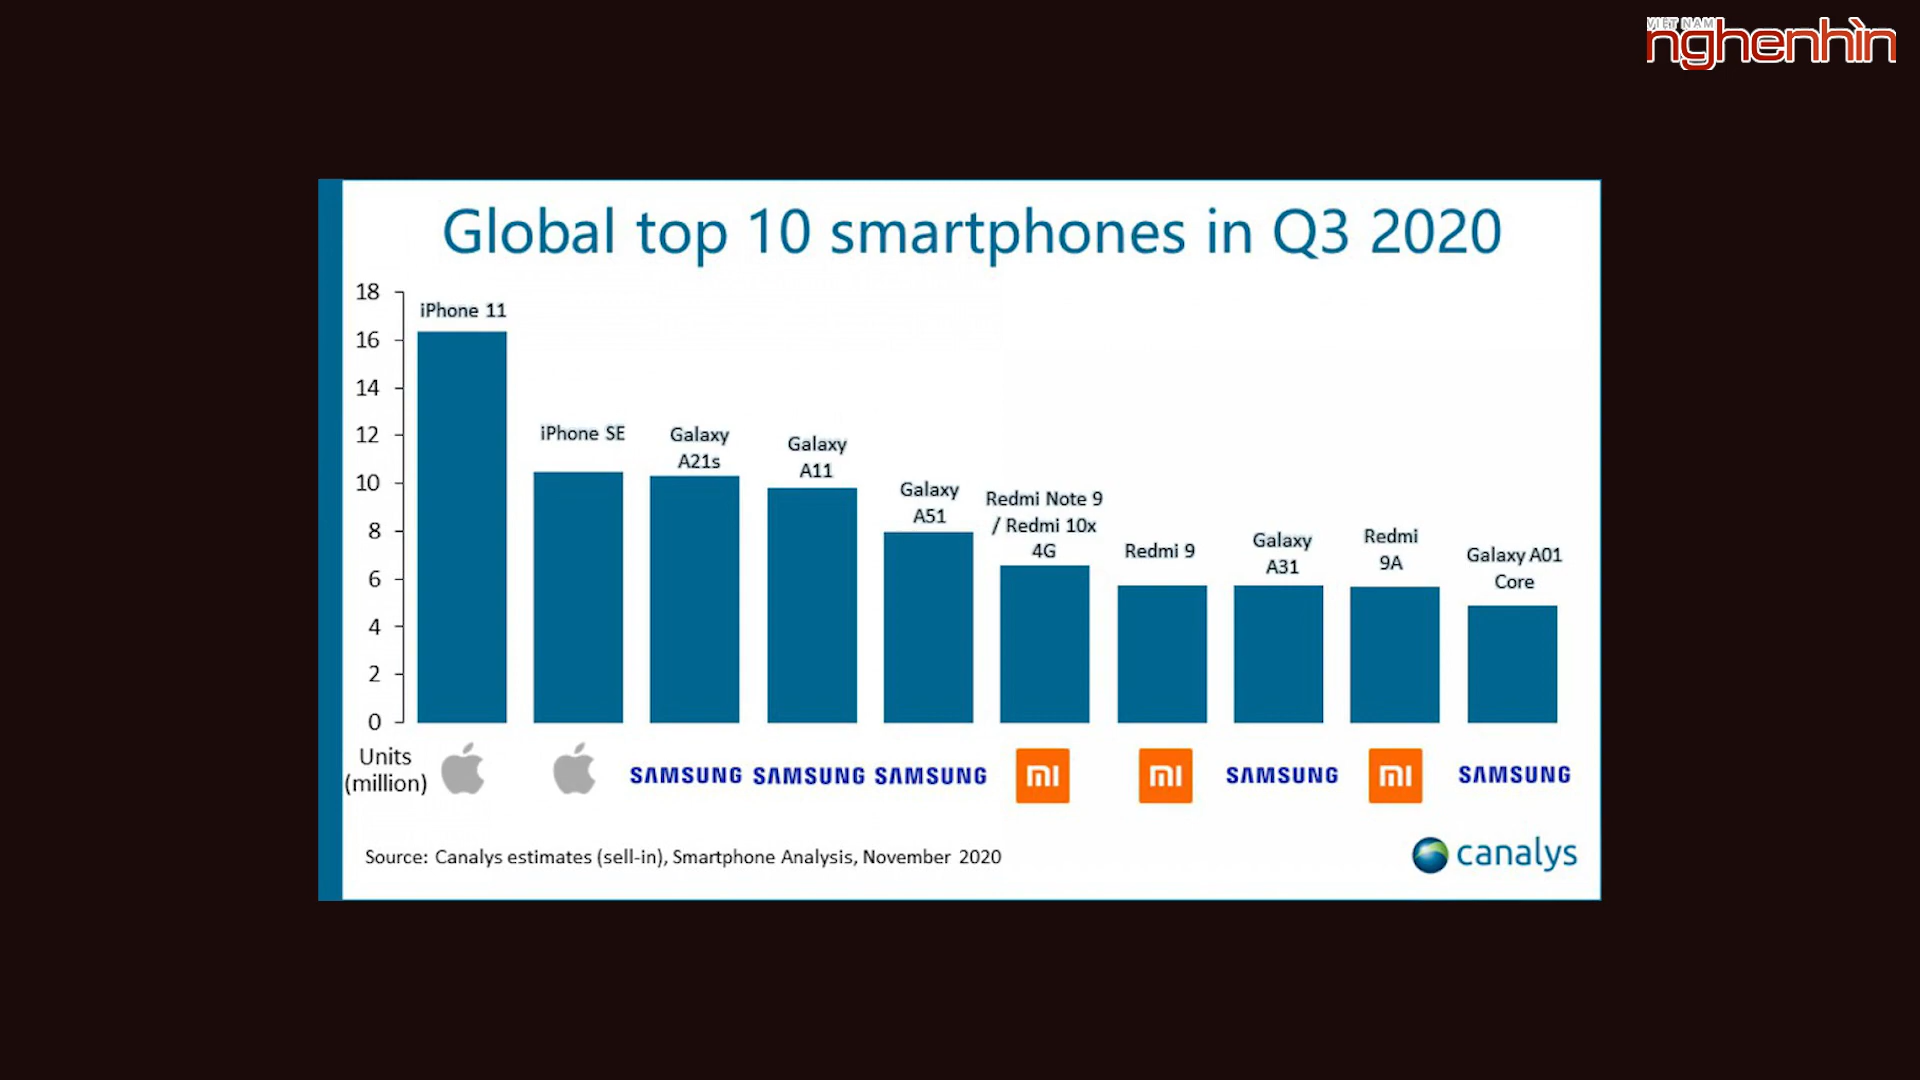 VIỆT NAM
nghenhìn
Global top 10 smartphones in Q3 2020
18
16
14
12
10
8
6
4
2
0
iPhone 11
iPhone SE
Galaxy
A21s
Galaxy
A11
Galaxy
A51
Redmi Note 9
/ Redmi 10x
4G
Redmi 9
Galaxy
A31
Redmi
9A
Galaxy A01
Core
Units
(million)
SAMSUNG SAMSUNG SAMSUNG MI MI SAMSUNG MI SAMSUNG
Source: Canalys estimates (sell-in), Smartphone Analysis, November 2020
canalys